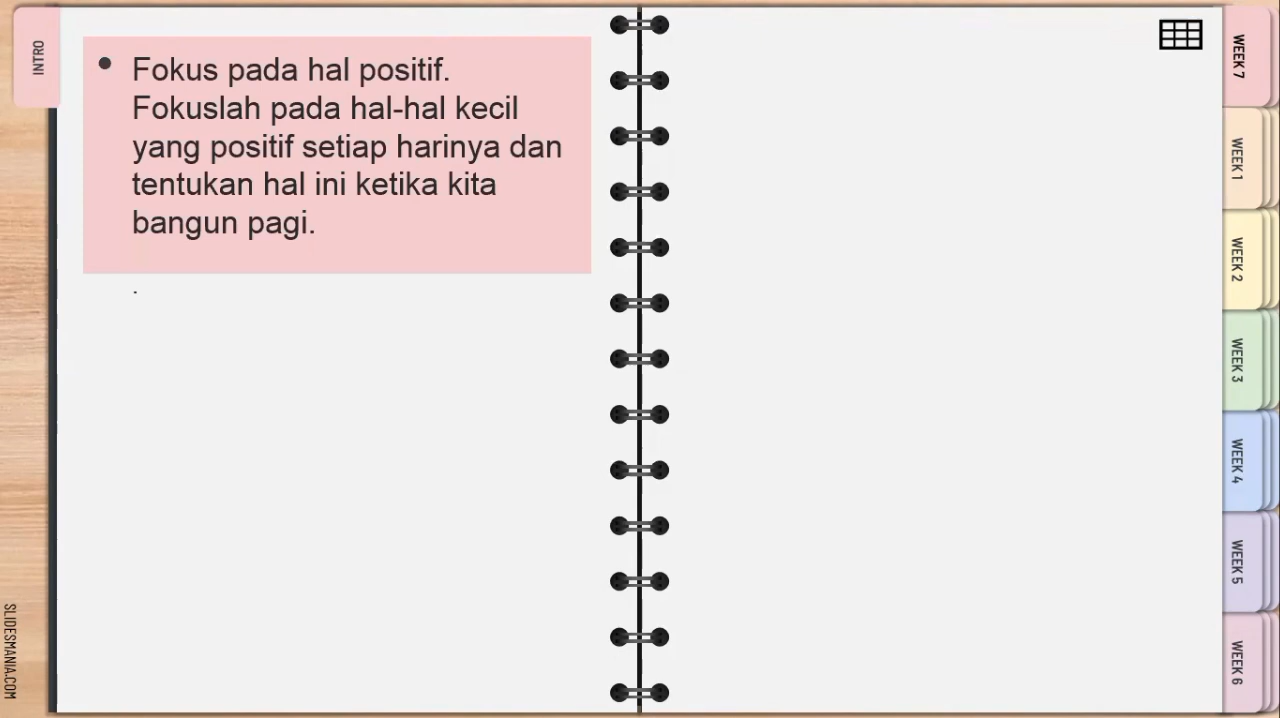 INTRO
• Fokus pada hal positif.
Fokuslah pada hal-hal kecil
yang positif setiap harinya dan
tentukan hal ini ketika kita
bangun pagi.
.
WEEK 7
WEEK 1
WEEK 2
WEEK 3
WEEK 4
WEEK 5
WEEK 6
SLIDESMANIA.COM